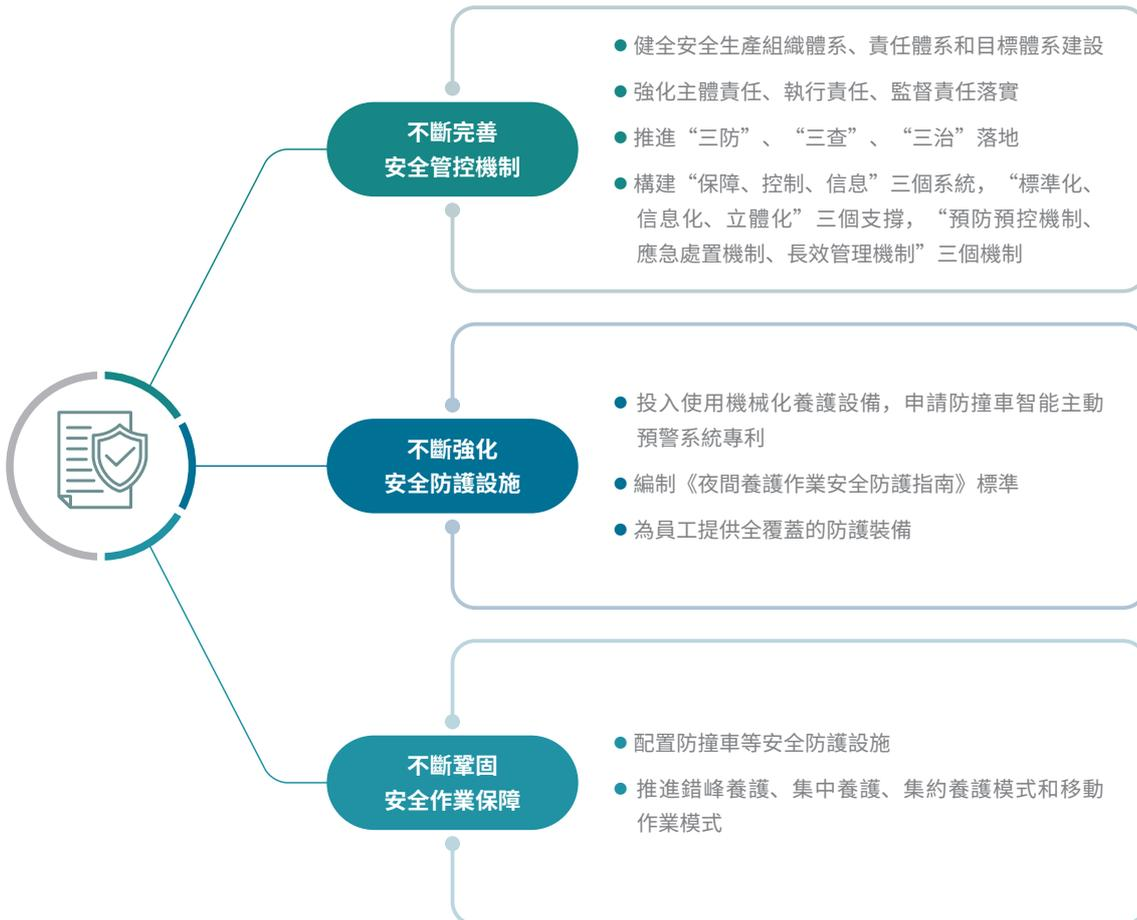 不斷完善
安全管控機制
● 健全安全生產組織體系、責任體系和目標體系建設
● 強化主體責任、執行責任、監督責任落實
● 推進“三防”、“三查”、“三治”落地
● 構建“保障、控制、信息”三個系統，“標準化、
信息化、立體化”三個支撐，“預防預控機制、
應急處置機制、長效管理機制”三個機制
不斷強化
安全防護設施
● 投入使用機械化養護設備，申請防撞車智能主動
預警系統專利
● 編制《夜間養護作業安全防護指南》標準
● 為員工提供全覆蓋的防護裝備
不斷鞏固
安全作業保障
● 配置防撞車等安全防護設施
● 推進錯峰養護、集中養護、集約養護模式和移動
作業模式